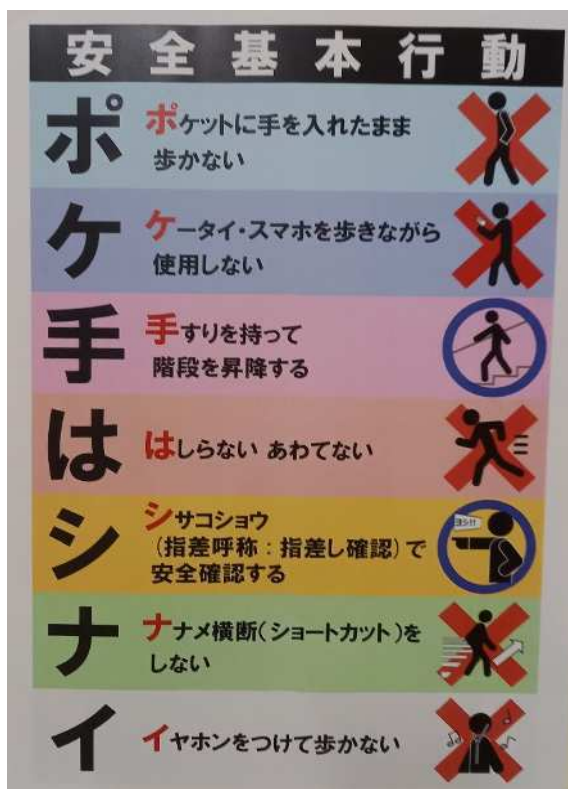 安全基本行動
ポ
ポケットに手を入れたまま
歩かない
ケ
ケータイ・スマホを歩きながら
使用しない
手
手すりを持って
階段を昇降する
は
はしらない あわてない
シ
シサコショウ
(指差呼称:指差し確認)で
安全確認する
ヨシ!!
ナ
ナナメ横断(ショートカット)を
しない
イ
イヤホンをつけて歩かない